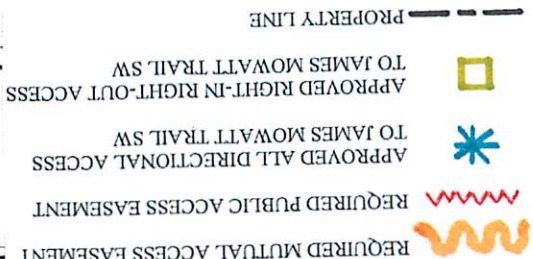 REQUIRED MUTUAL ACCESS EASEMENT
REQUIRED PUBLIC ACCESS EASEMENT
APPROVED ALL DIRECTIONAL ACCESS
TO JAMES MOWATT TRAIL SW
APPROVED RIGHT-IN RIGHT-OUT ACCESS
TO JAMES MOWATT TRAIL SW
PROPERTY LINE